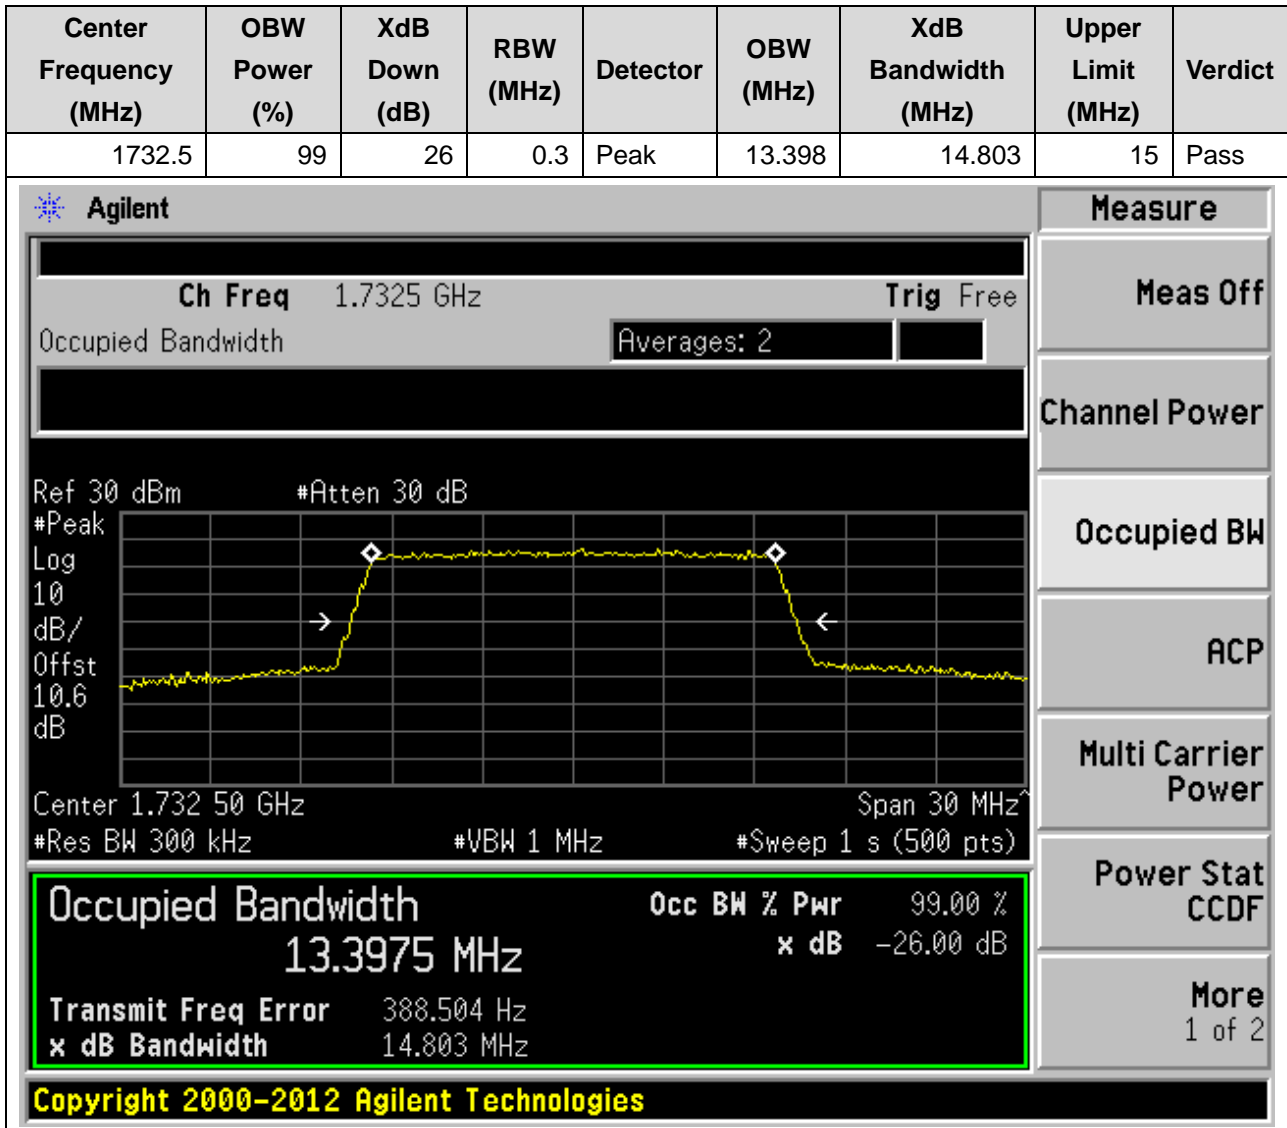 Center Frequency (MHz) OBW Power (%) XdB Down (dB) RBW (MHz) Detector OBW (MHz) XdB Bandwidth (MHz) Upper Limit (MHz) Verdict
1732.5 99 26 0.3 Peak 13.398 14.803 15 Pass
Agilent
Measure
Ch Freq 1.7325 GHz Trig Free
Occupied Bandwidth Averages: 2
Meas Off
Channel Power
Occupied BW
ACP
Multi Carrier
Power
Power Stat
CCDF
More
1 of 2
Ref 30 dBm #Atten 30 dB
#Peak
Log
10
dB/
Offst
10.6
dB
Center 1.732 50 GHz Span 30 MHz^
#Res BW 300 kHz #VBW 1 MHz #Sweep 1 s (500 pts)
Occupied Bandwidth
13.3975 MHz
Occ BW % Pwr 99.00 %
x dB -26.00 dB
Transmit Freq Error 388.504 Hz
x dB Bandwidth 14.803 MHz
Copyright 2000-2012 Agilent Technologies